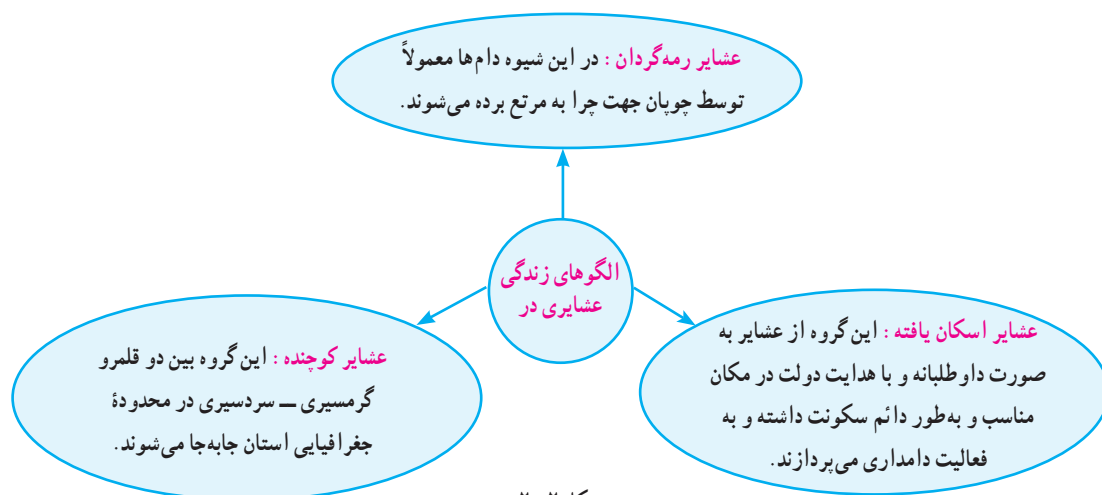 عشایر رمه‌گردان : در این شیوه دام‌ها معمولاً
توسط چوپان جهت چرا به مرتع برده می‌شوند.
الگوهای زندگی
عشایری در
عشایر اسکان یافته : این گروه از عشایر به
صورت داوطلبانه و با هدایت دولت در مکان
مناسب و به‌طور دائم سکونت داشته و به
فعالیت دامداری می‌پردازند.
عشایر کوچنده : این گروه بین دو قلمرو
گرمسیری ــ سردسیری در محدودهٔ
جغرافیایی استان جابه‌جا می‌شوند.